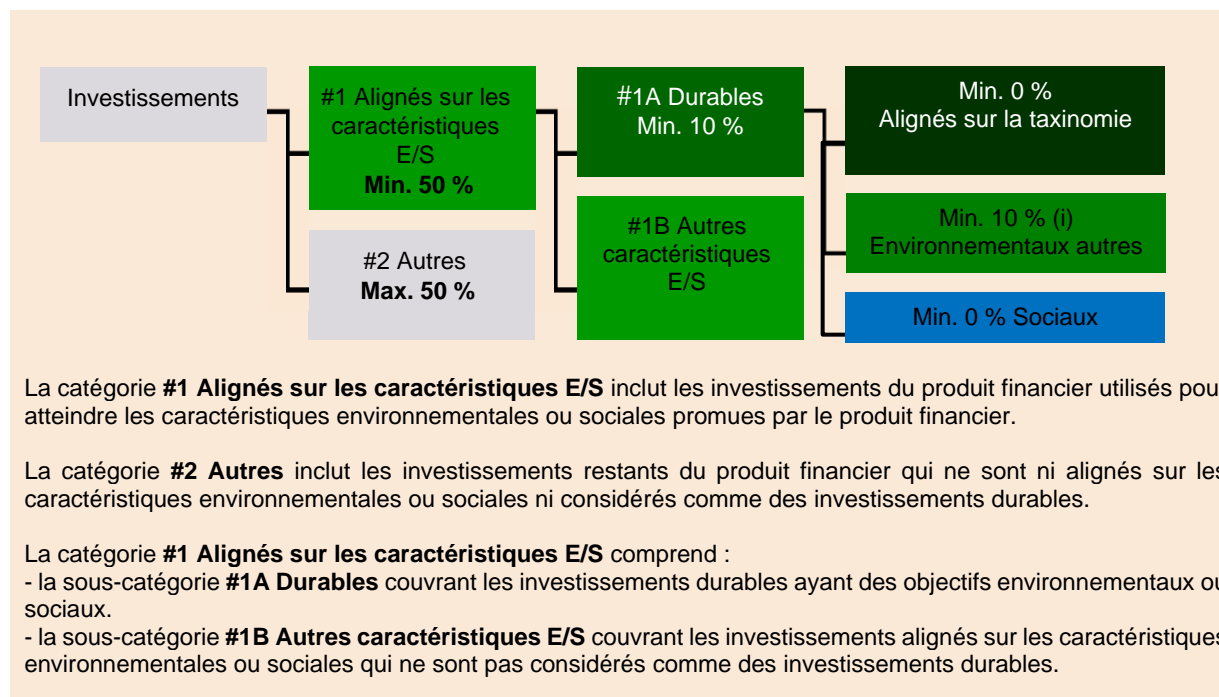 Investissements
#1 Alignés sur les
caractéristiques
E/S
Min. 50 %
#2 Autres
Max. 50 %
#1A Durables
Min. 10 %
#1B Autres
caractéristiques
E/S
Min. 0 %
Alignés sur la taxinomie
Min. 10 % (i)
Environnementaux autres
Min. 0 % Sociaux
La catégorie #1 Alignés sur les caractéristiques E/S inclut les investissements du produit financier utilisés pou
atteindre les caractéristiques environnementales ou sociales promues par le produit financier.
La catégorie #2 Autres inclut les investissements restants du produit financier qui ne sont ni alignés sur les
caractéristiques environnementales ou sociales ni considérés comme des investissements durables.
La catégorie #1 Alignés sur les caractéristiques E/S comprend :
- la sous-catégorie #1A Durables couvrant les investissements durables ayant des objectifs environnementaux ou
sociaux.
- la sous-catégorie #1B Autres caractéristiques E/S couvrant les investissements alignés sur les caractéristiques
environnementales ou sociales qui ne sont pas considérés comme des investissements durables.